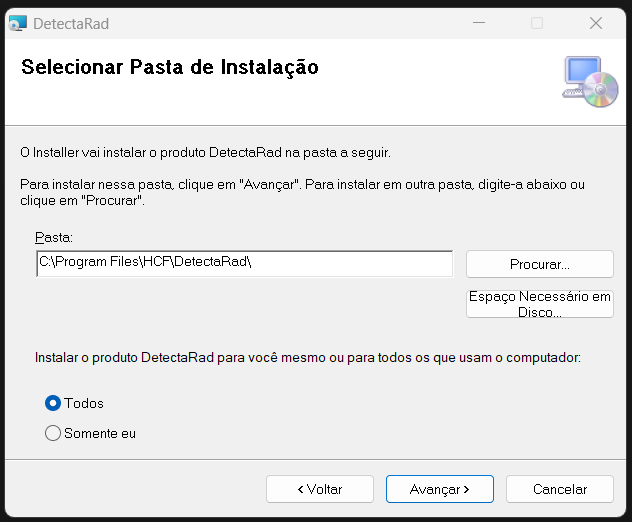 DetectaRad
Selecionar Pasta de Instalação
O Installer vai instalar o produto DetectaRad na pasta a seguir.
Para instalar nessa pasta, clique em "Avançar". Para instalar em outra pasta, digite-a abaixo ou
clique em "Procurar".
Pasta:
C:\Program Files\HCF\DetectaRad\
Procurar...
Espaço Necessário em
Disco...
Instalar o produto DetectaRad para você mesmo ou para todos os que usam o computador:
Todos
Somente eu
< Voltar
Avançar >
Cancelar